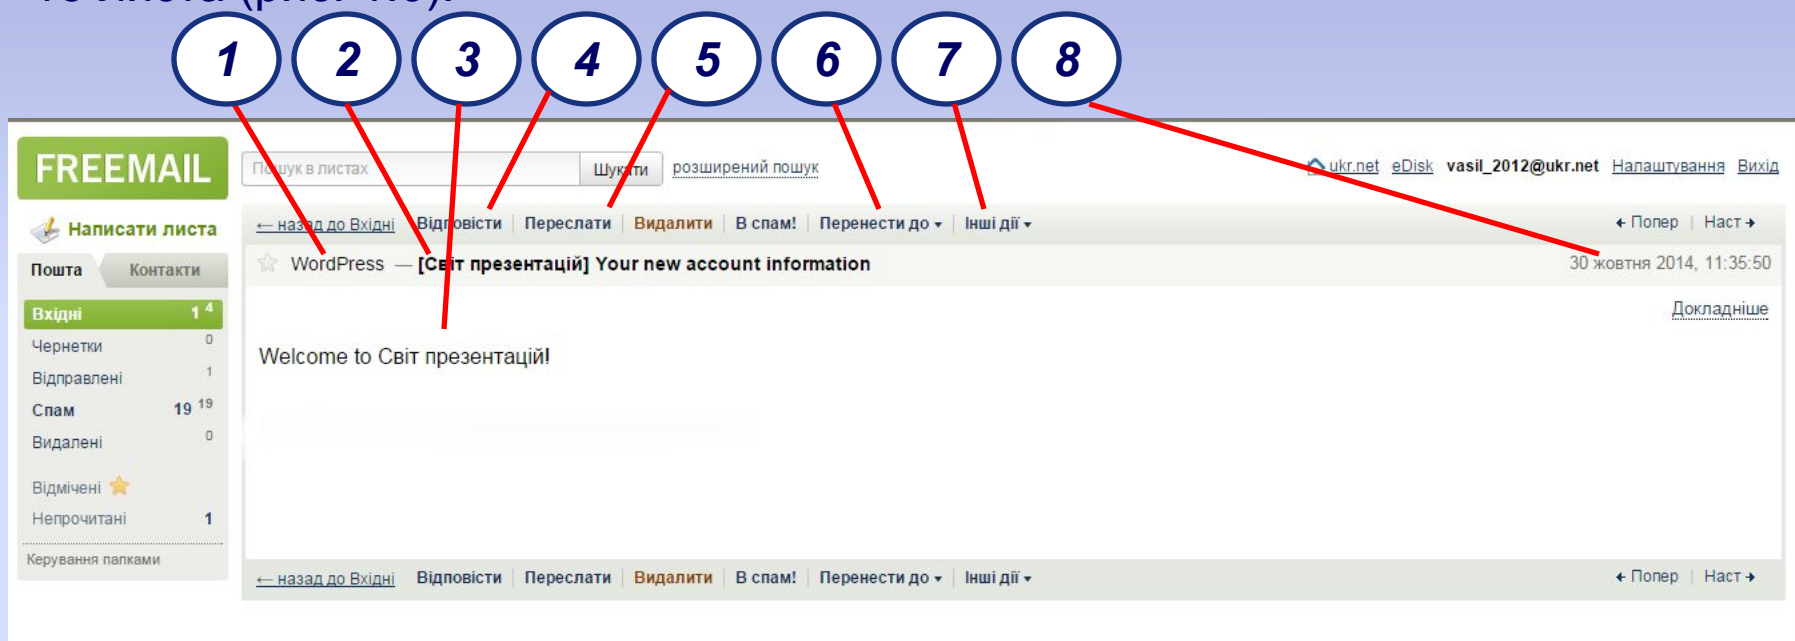 листа (рис. 4.6).
1 2 3 4 5 6 7 8
FREEMAIL
Пошук в листах Шукати розширений пошук ukr.net eDisk vasil_2012@ukr.net Налаштування Вихід
Написати листа
← назад до Вхідні Відповісти Переслати Видалити В спам! Перенести до ▾ Інші дії ▾ ← Попер | Наст →
Пошта Контакти
WordPress — [Світ презентацій] Your new account information 30 жовтня 2014, 11:35:50
Вхідні 1 4
Докладніше
Чернетки 0
Welcome to Світ презентацій!
Відправлені 1
Спам 19 19
Видалені 0
Відмічені
Непрочитані 1
Керування папками
← назад до Вхідні Відповісти Переслати Видалити В спам! Перенести до ▾ Інші дії ▾ ← Попер | Наст →